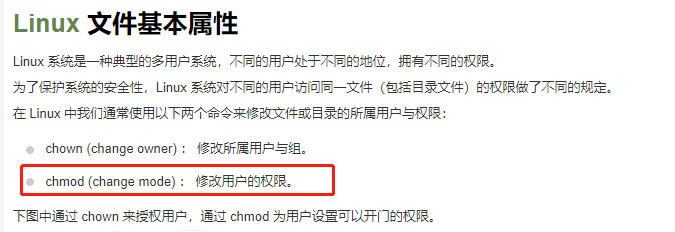 Linux 文件基本属性
Linux 系统是一种典型的多用户系统，不同的用户处于不同的地位，拥有不同的权限。
为了保护系统的安全性，Linux 系统对不同的用户访问同一文件（包括目录文件）的权限做了不同的规定。
在 Linux 中我们通常使用以下两个命令来修改文件或目录的所属用户与权限：
chown (change owner) ： 修改所属用户与组。
chmod (change mode) ： 修改用户的权限。
下图中通过 chown 来授权用户，通过 chmod 为用户设置可以开门的权限。